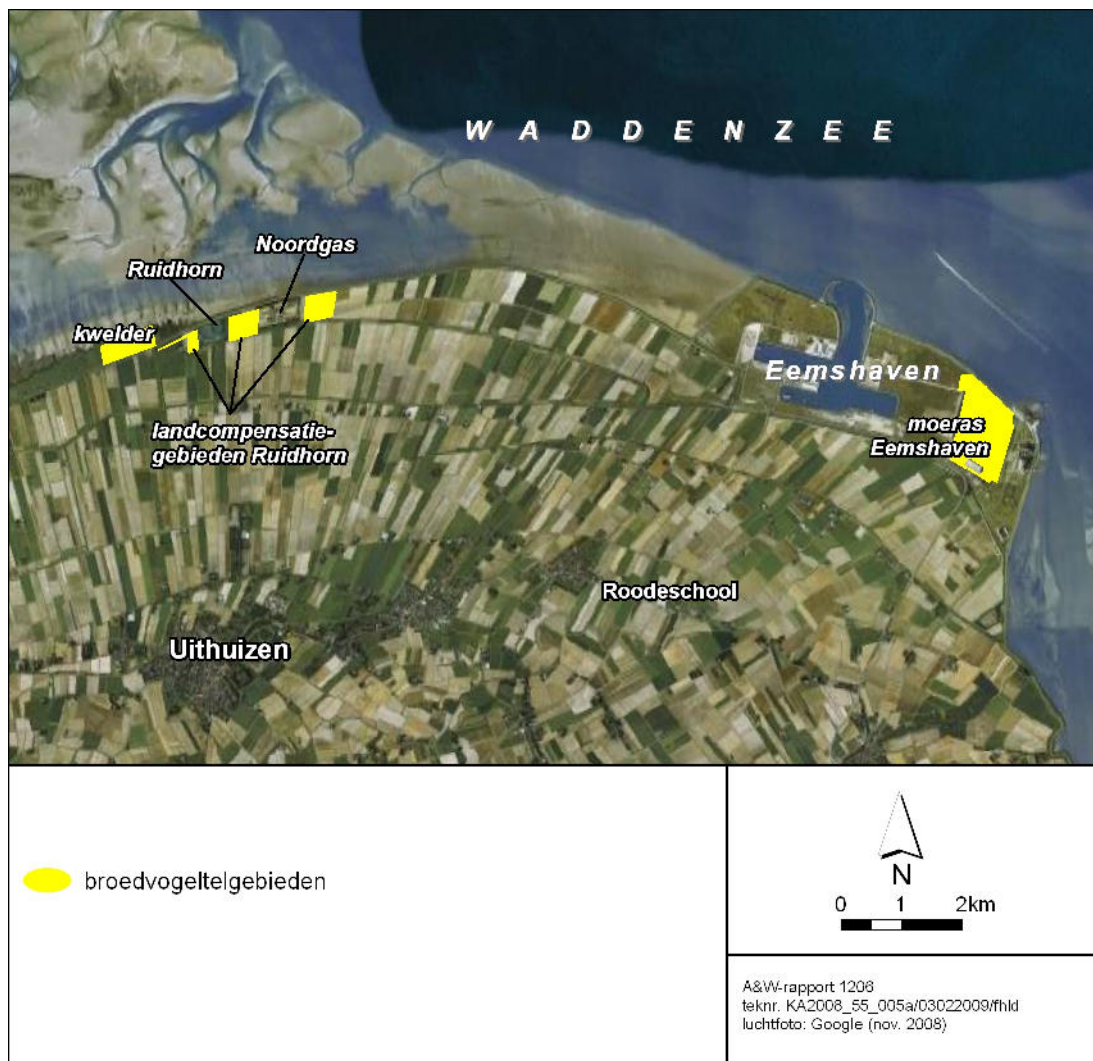 W A D D E N Z E E
Noordgas
Ruidhorn
kwelder
landcompensatie-
gebieden Ruidhorn
Eemshaven
moeras
Eemshaven
Roodeschool
Uithuizen
broedvogeltelgebieden
N
0 1 2km
A&W-rapport 1206
teknr. KA2008_55_005a/03022009/fhld
luchtfoto: Google (nov. 2008)